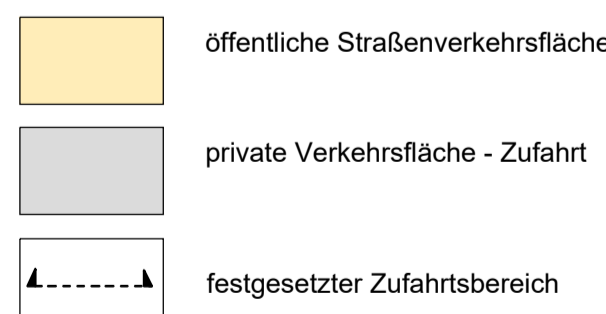 öffentliche Straßenverkehrsfläche
private Verkehrsfläche - Zufahrt
festgesetzter Zufahrtsbereich